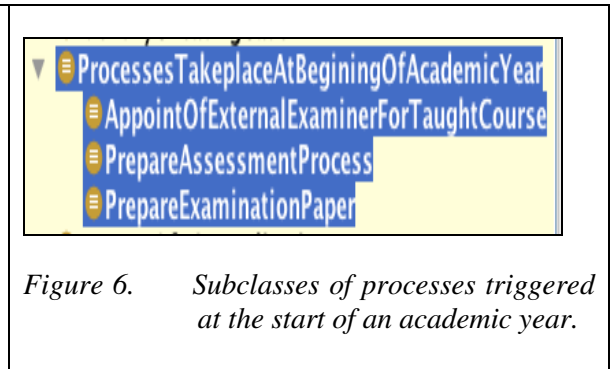 ProcessesTakeplaceAtBeginingOfAcademicYear
AppointOfExternalExaminerForTaughtCourse
PrepareAssessmentProcess
PrepareExaminationPaper
Figure 6. Subclasses of processes triggered
at the start of an academic year.